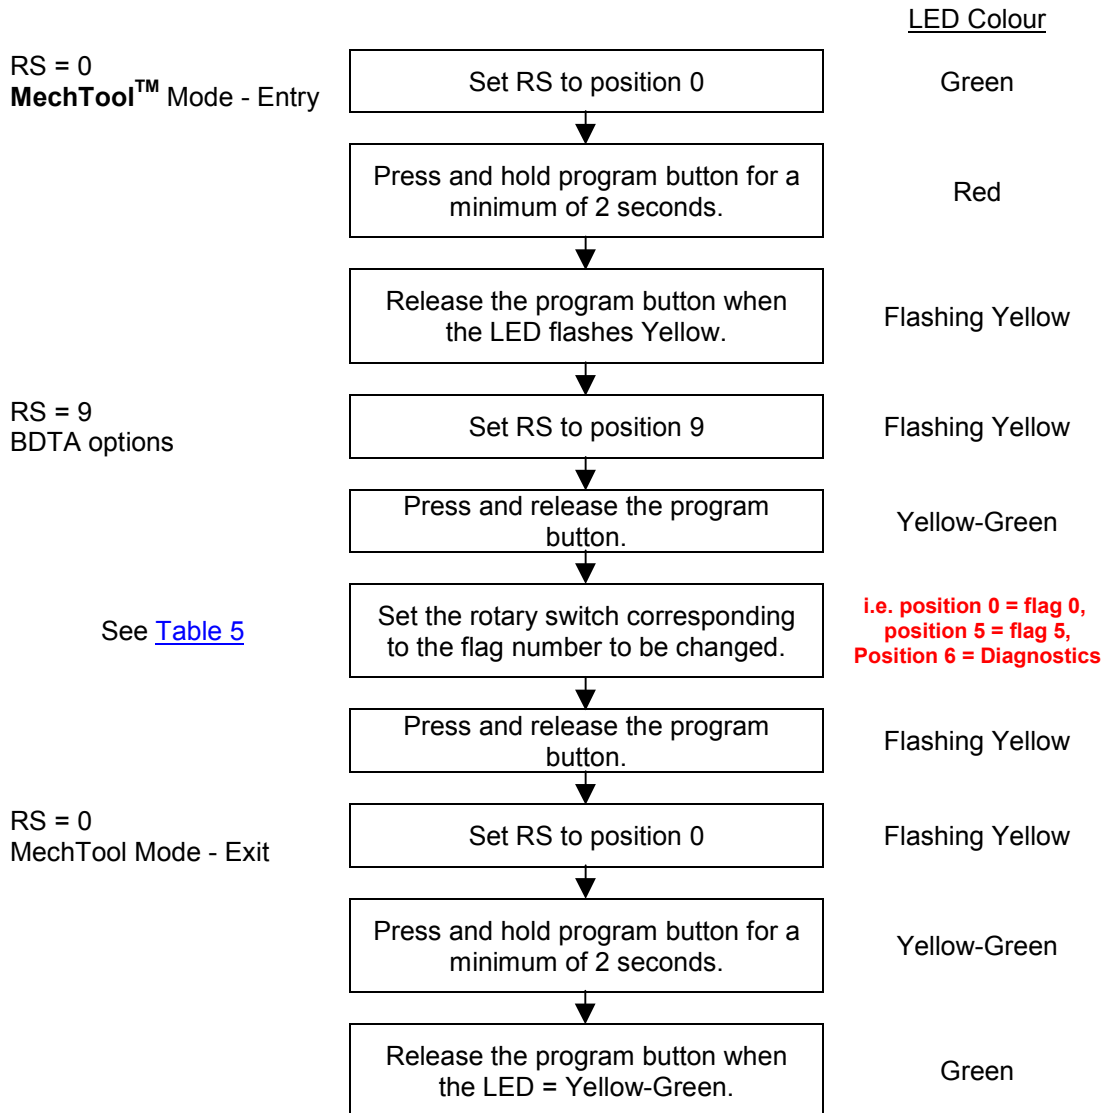 LED Colour
RS = 0
MechTool™ Mode - Entry
Set RS to position 0
Green
Press and hold program button for a
minimum of 2 seconds.
Red
Release the program button when
the LED flashes Yellow.
Flashing Yellow
RS = 9
BDTA options
Set RS to position 9
Flashing Yellow
Press and release the program
button.
Yellow-Green
See Table 5
Set the rotary switch corresponding
to the flag number to be changed.
i.e. position 0 = flag 0,
position 5 = flag 5,
Position 6 = Diagnostics
Press and release the program
button.
Flashing Yellow
RS = 0
MechTool Mode - Exit
Set RS to position 0
Flashing Yellow
Press and hold program button for a
minimum of 2 seconds.
Yellow-Green
Release the program button when
the LED = Yellow-Green.
Green